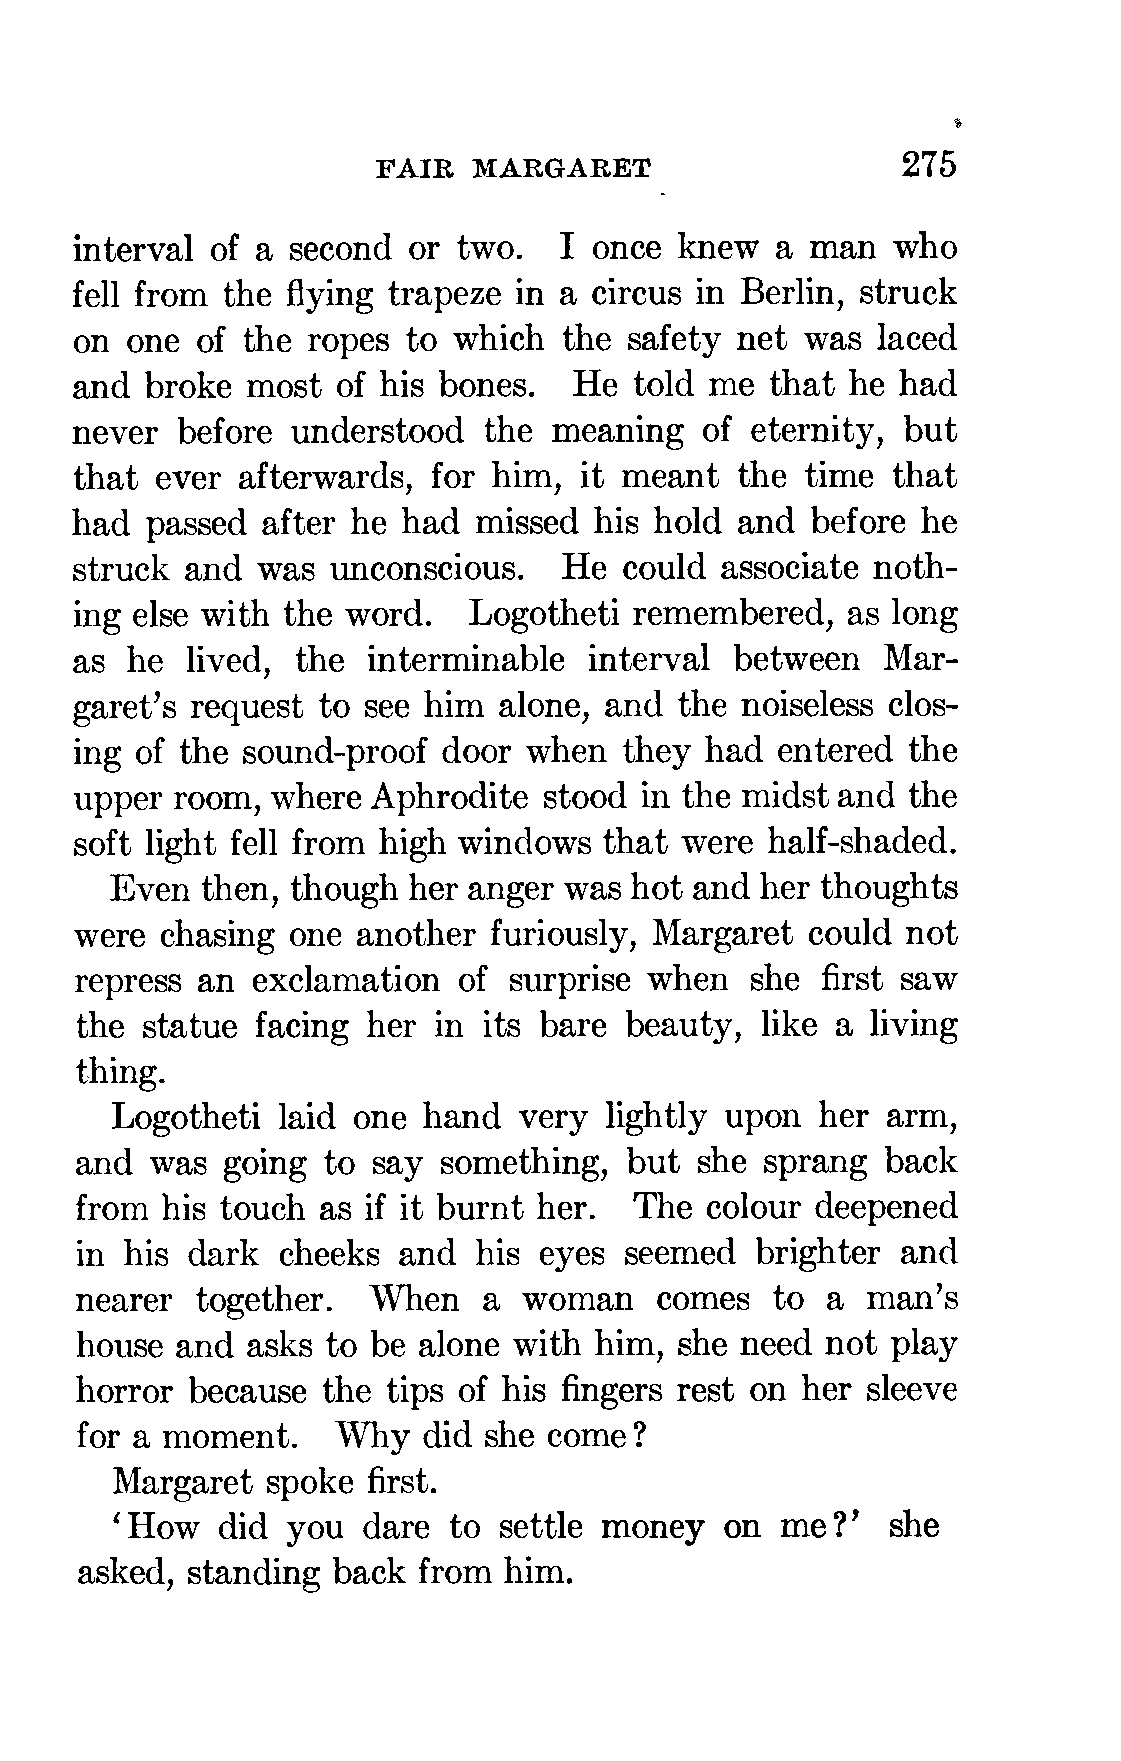 FAIR MARGARET 275
interval of a second or two. I once knew a man who
fell from the flying trapeze in a circus in Berlin, struck
on one of the ropes to which the safety net was laced
and broke most of his bones. He told me that he had
never before understood the meaning of eternity, but
that ever afterwards, for him, it meant the time that
had passed after he had missed his hold and before he
struck and was unconscious. He could associate noth-
ing else with the word. Logotheti remembered, as long
as he lived, the interminable interval between Mar-
garet's request to see him alone, and the noiseless clos-
ing of the sound-proof door when they had entered the
upper room, where Aphrodite stood in the midst and the
soft light fell from high windows that were half-shaded.
Even then, though her anger was hot and her thoughts
were chasing one another furiously, Margaret could not
repress an exclamation of surprise when she first saw
the statue facing her in its bare beauty, like a living
thing.
Logotheti laid one hand very lightly upon her arm,
and was going to say something, but she sprang back
from his touch as if it burnt her. The colour deepened
in his dark cheeks and his eyes seemed brighter and
nearer together. When a woman comes to a man's
house and asks to be alone with him, she need not play
horror because the tips of his fingers rest on her sleeve
for a moment. Why did she come?
Margaret spoke first.
'How did you dare to settle money on me?' she
asked, standing back from him.